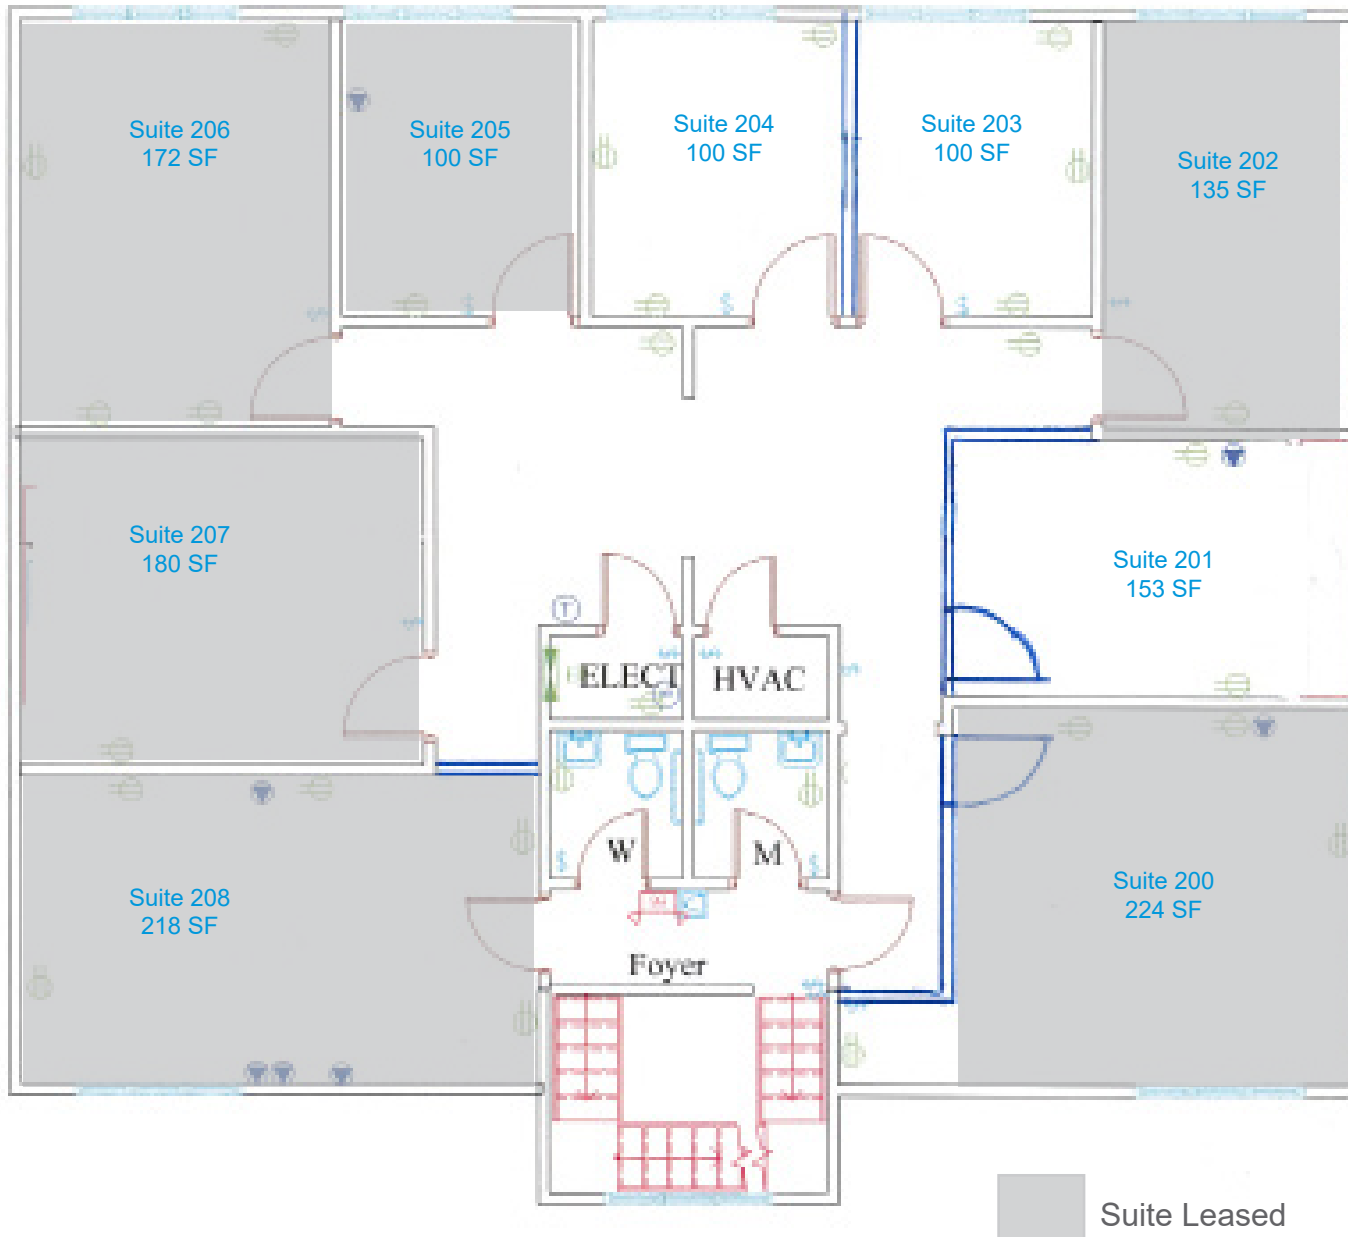 Suite 206
172 SF
Suite 205
100 SF
Suite 204
100 SF
Suite 203
100 SF
Suite 202
135 SF
Suite 207
180 SF
Suite 201
153 SF
T
ELECT
HVAC
W
M
Suite 208
218 SF
Suite 200
224 SF
Foyer
Suite Leased